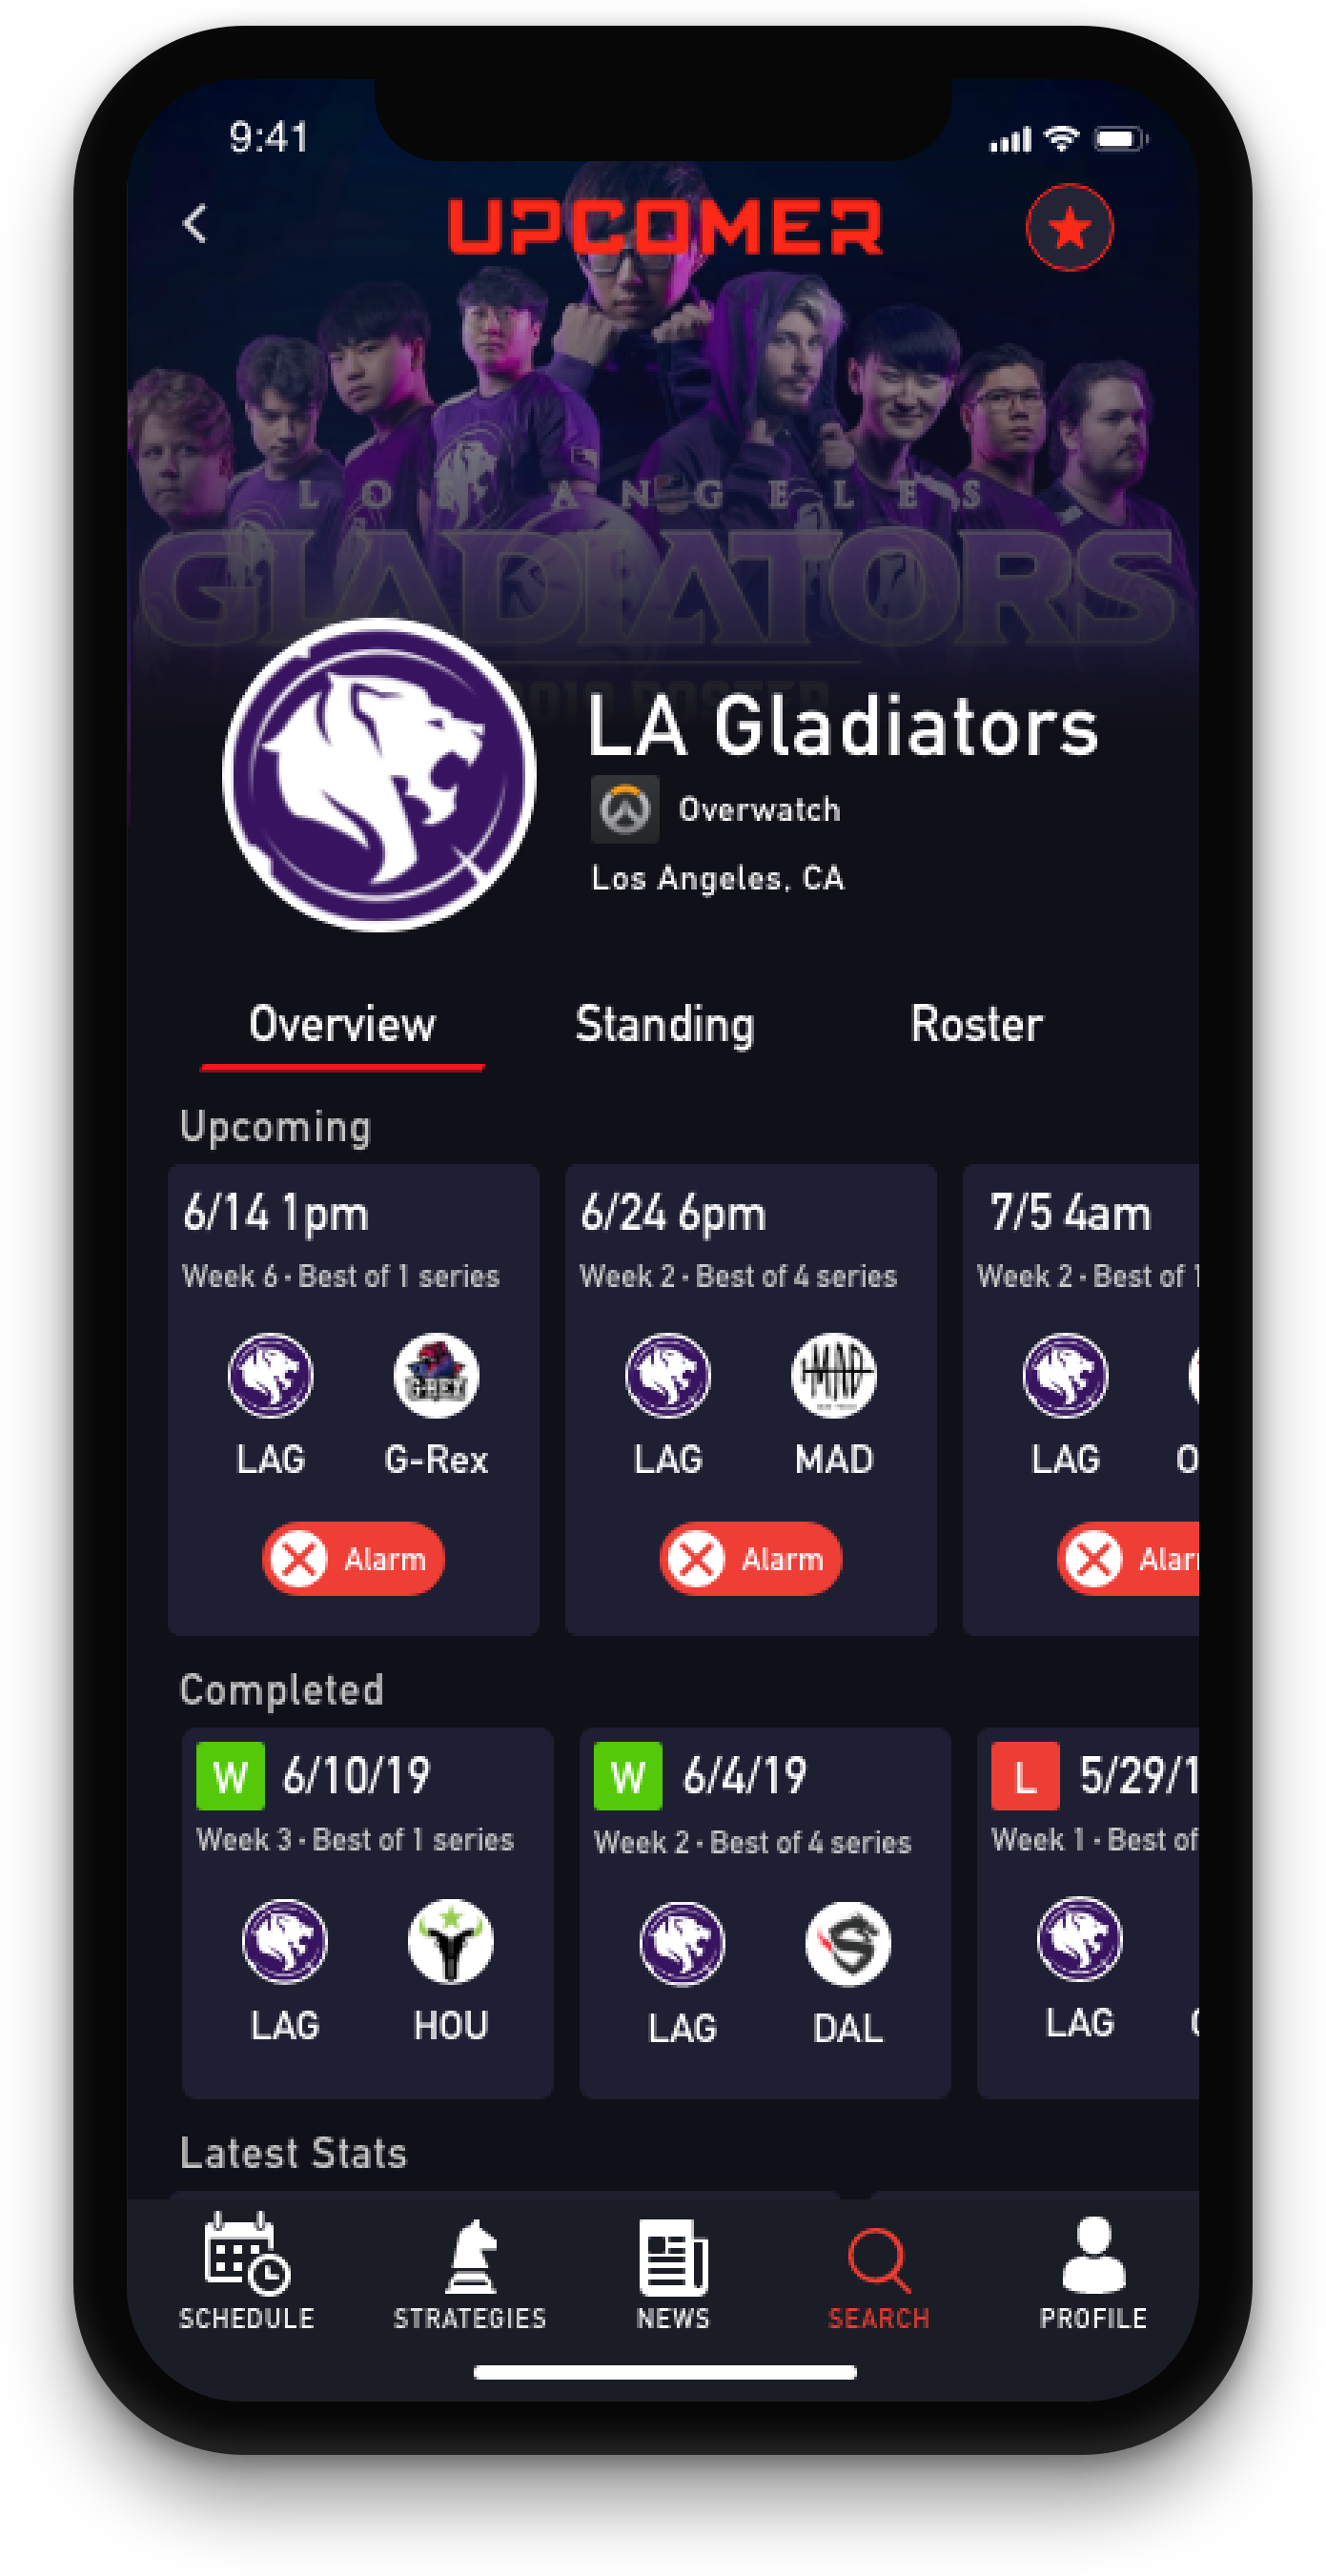 9:41
UPCOMER
LOS ANGELES
GLADIATORS
LA Gladiators
Overwatch
Los Angeles, CA
Overview Standing Roster
Upcoming
6/14 1pm 6/24 6pm 7/5 4am
Week 6 · Best of 1 series Week 2 · Best of 4 series Week 2 · Best of 1
G-REX MAD
LAG G-Rex LAG MAD LAG
Alarm Alarm
Completed
W 6/10/19 W 6/4/19 L 5/29/1
Week 3 · Best of 1 series Week 2 · Best of 4 series Week 1 · Best of
LAG HOU LAG DAL LAG
Latest Stats
SCHEDULE STRATEGIES NEWS SEARCH PROFILE